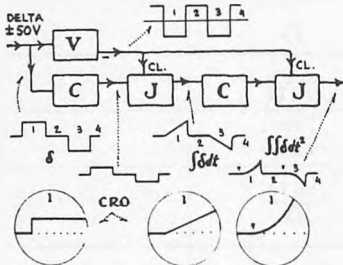 1 2 3 4
DELTA
±50V
V
–
CL. CL.
C J C J
1 2 3 4
δ
1 2 3 4
∫δdt
∫∫δdt²
1 2 3 4
CRO
1 1 1